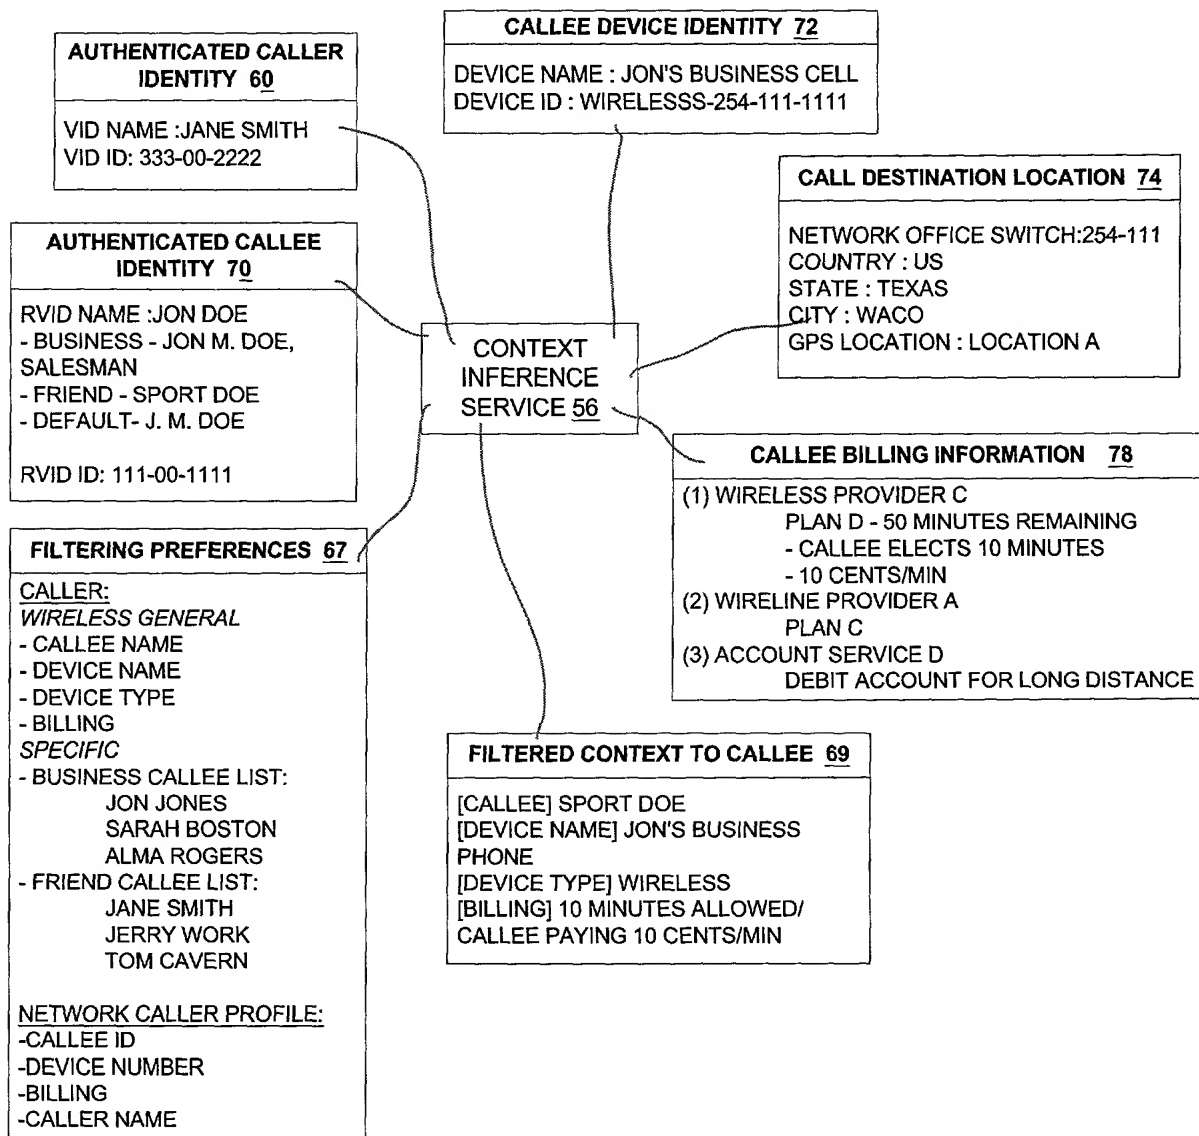 AUTHENTICATED CALLER
IDENTITY 60
VID NAME :JANE SMITH
VID ID: 333-00-2222
CALLEE DEVICE IDENTITY 72
DEVICE NAME : JON'S BUSINESS CELL
DEVICE ID : WIRELESSS-254-111-1111
CALL DESTINATION LOCATION 74
NETWORK OFFICE SWITCH:254-111
COUNTRY : US
STATE : TEXAS
CITY : WACO
GPS LOCATION : LOCATION A
AUTHENTICATED CALLEE
IDENTITY 70
RVID NAME :JON DOE
- BUSINESS - JON M. DOE,
SALESMAN
- FRIEND - SPORT DOE
- DEFAULT- J. M. DOE
RVID ID: 111-00-1111
CONTEXT
INFERENCE
SERVICE 56
CALLEE BILLING INFORMATION 78
(1) WIRELESS PROVIDER C
PLAN D - 50 MINUTES REMAINING
- CALLEE ELECTS 10 MINUTES
- 10 CENTS/MIN
(2) WIRELINE PROVIDER A
PLAN C
(3) ACCOUNT SERVICE D
DEBIT ACCOUNT FOR LONG DISTANCE
FILTERING PREFERENCES 67
CALLER:
WIRELESS GENERAL
- CALLEE NAME
- DEVICE NAME
- DEVICE TYPE
- BILLING
SPECIFIC
- BUSINESS CALLEE LIST:
JON JONES
SARAH BOSTON
ALMA ROGERS
- FRIEND CALLEE LIST:
JANE SMITH
JERRY WORK
TOM CAVERN
NETWORK CALLER PROFILE:
-CALLEE ID
-DEVICE NUMBER
-BILLING
-CALLER NAME
FILTERED CONTEXT TO CALLEE 69
[CALLEE] SPORT DOE
[DEVICE NAME] JON'S BUSINESS
PHONE
[DEVICE TYPE] WIRELESS
[BILLING] 10 MINUTES ALLOWED/
CALLEE PAYING 10 CENTS/MIN